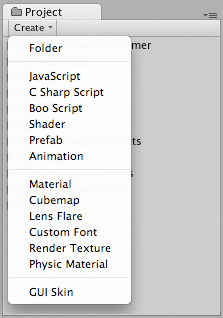 Project
Create
Folder
JavaScript
C Sharp Script
Boo Script
Shader
Prefab
Animation
Material
Cubemap
Lens Flare
Custom Font
Render Texture
Physic Material
GUI Skin